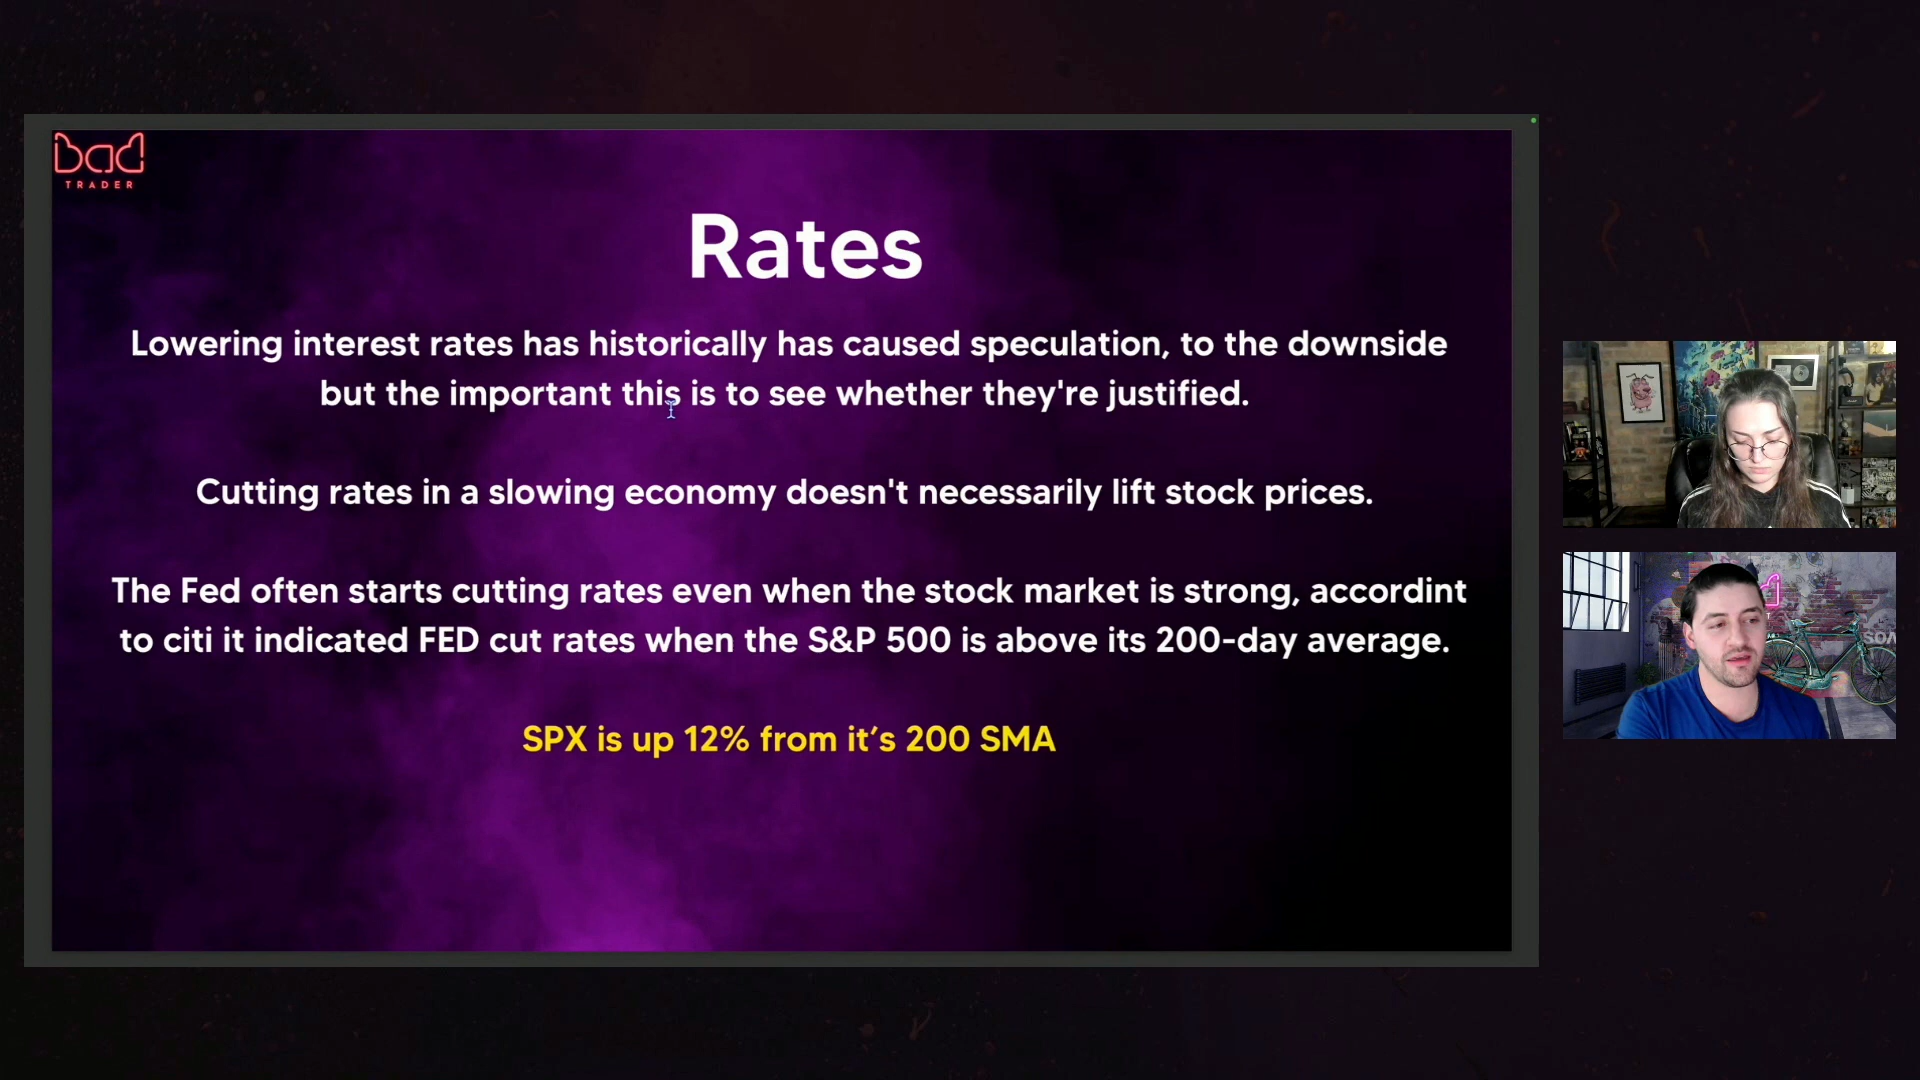 bad
TRADER
Rates
Lowering interest rates has historically has caused speculation, to the downside
but the important this is to see whether they're justified.
Cutting rates in a slowing economy doesn't necessarily lift stock prices.
The Fed often starts cutting rates even when the stock market is strong, accordint
to citi it indicated FED cut rates when the S&P 500 is above its 200-day average.
SPX is up 12% from it’s 200 SMA